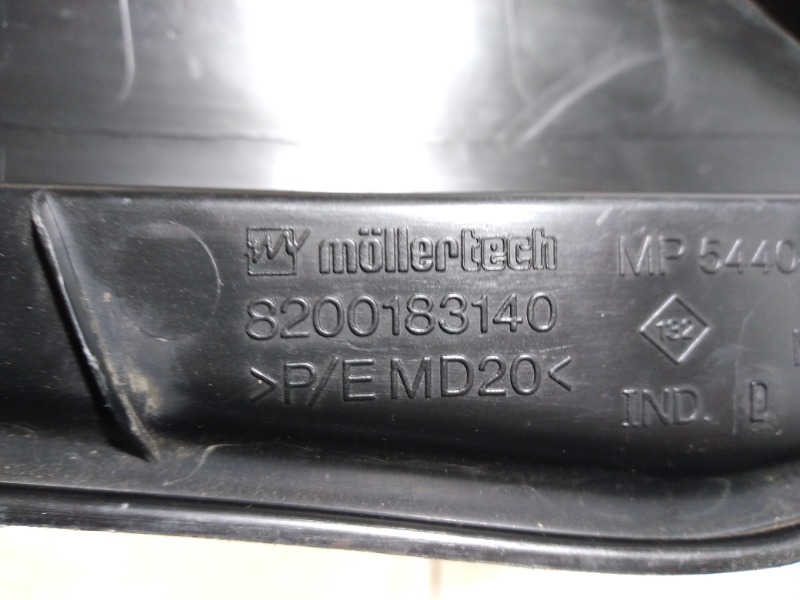 möllertech
8200183140
>P/E MD20<
MP 5440
132
IND. D